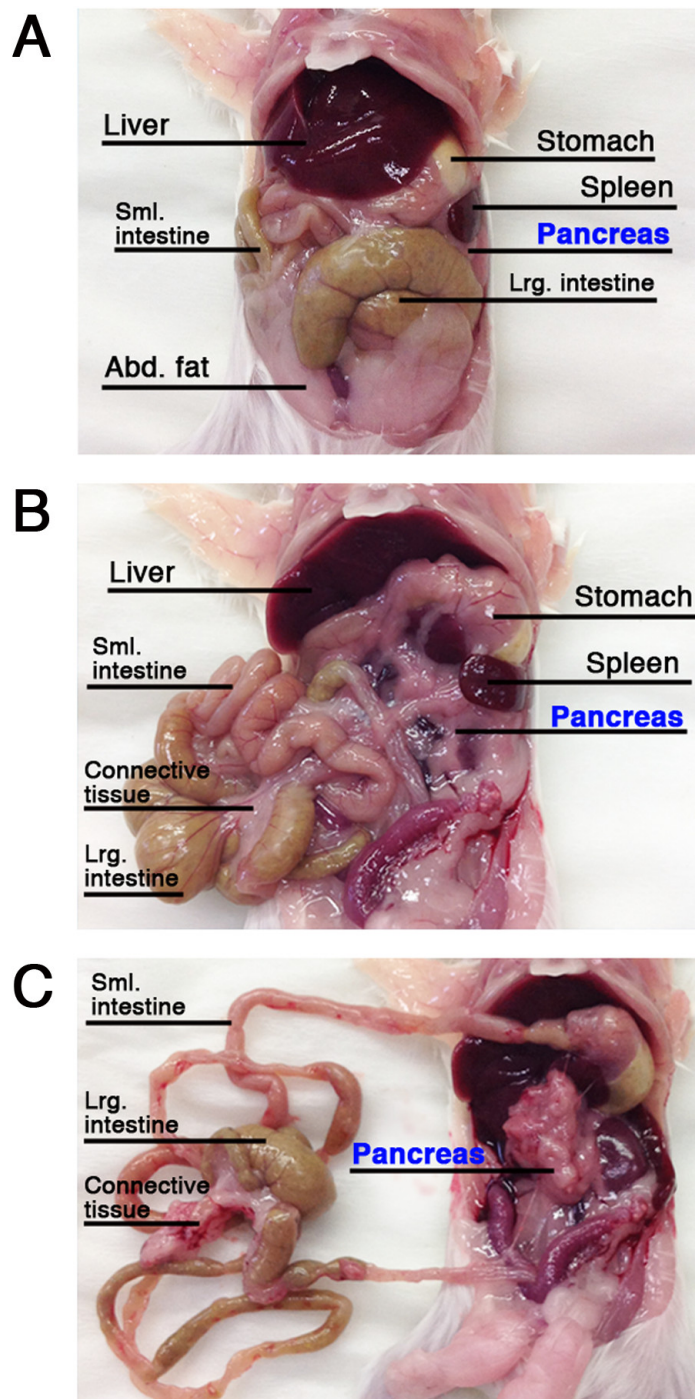 A
Liver
Stomach
Spleen
Sml.
intestine
Pancreas
Lrg. intestine
Abd. fat
B
Liver
Stomach
Sml.
intestine
Spleen
Pancreas
Connective
tissue
Lrg.
intestine
C
Sml.
intestine
Lrg.
intestine
Pancreas
Connective
tissue